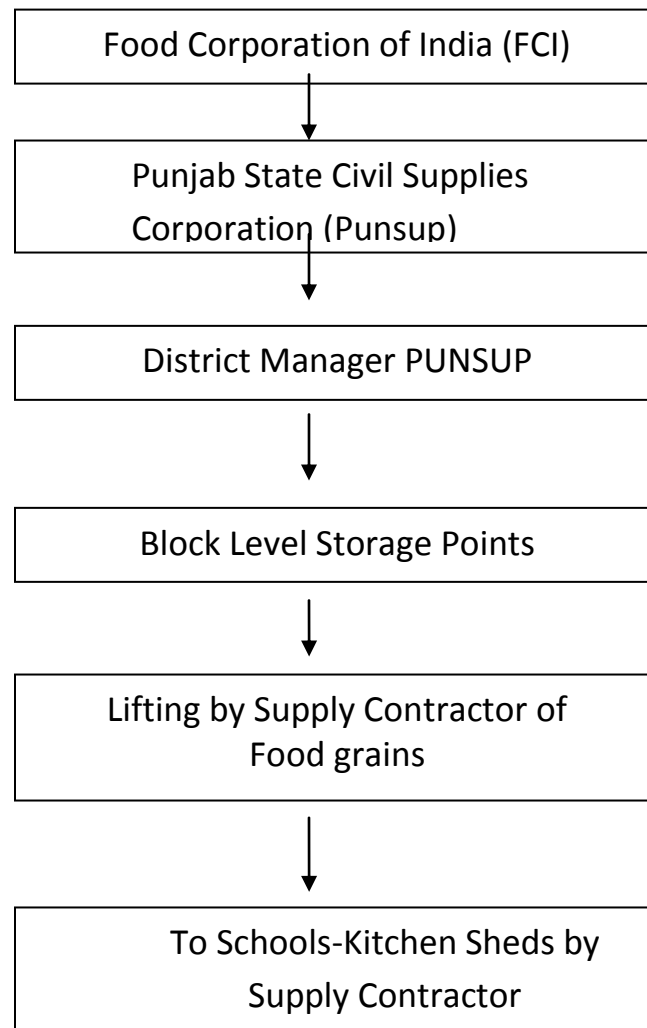 Food Corporation of India (FCI)
Punjab State Civil Supplies
Corporation (Punsup)
District Manager PUNSUP
Block Level Storage Points
Lifting by Supply Contractor of
Food grains
To Schools-Kitchen Sheds by
Supply Contractor